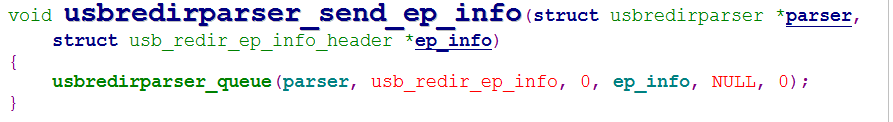 void usbredirparser_send_ep_info(struct usbredirparser *parser,
    struct usb_redir_ep_info_header *ep_info)
{
    usbredirparser_queue(parser, usb_redir_ep_info, 0, ep_info, NULL, 0);
}